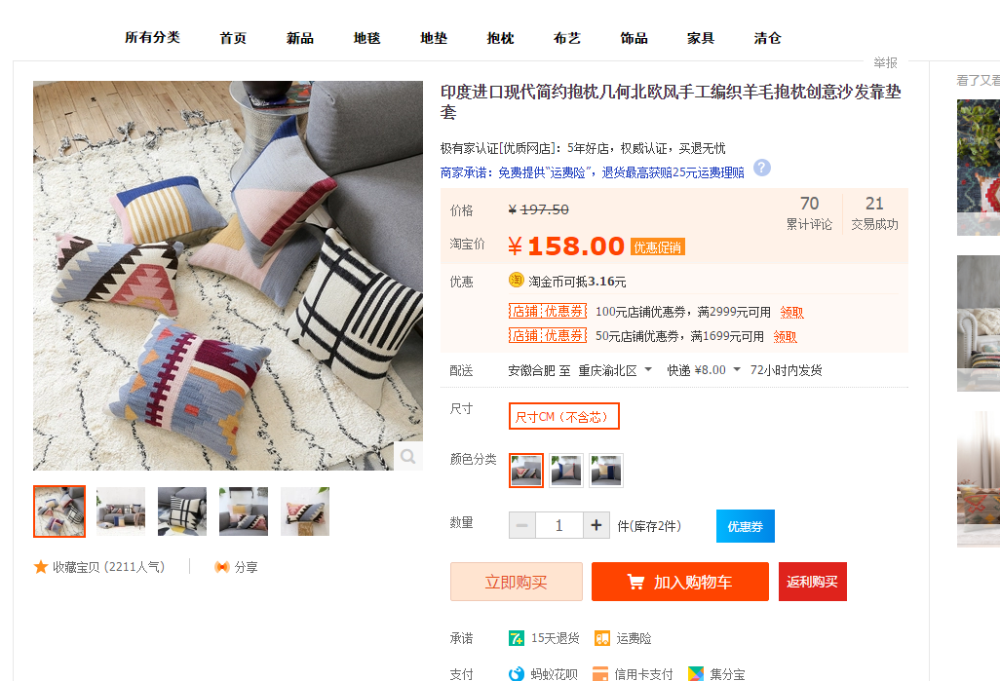 所有分类 首页 新品 地毯 地垫 抱枕 布艺 饰品 家具 清仓
举报
看了又看
印度进口现代简约抱枕几何北欧风手工编织羊毛抱枕创意沙发靠垫
套
极有家认证[优质网店]：5年好店，权威认证，买退无忧
商家承诺：免费提供“运费险”，退货最高获赔25元运费理赔 ?
价格 ¥ 197.50
70 累计评论
21 交易成功
淘宝价 ¥ 158.00 优惠促销
优惠 淘 淘金币可抵3.16元
店铺 优惠券 100元店铺优惠券，满2999元可用 领取
店铺 优惠券 50元店铺优惠券，满1699元可用 领取
配送 安徽合肥 至 重庆渝北区 快递 ¥8.00 72小时内发货
尺寸 尺寸CM（不含芯）
颜色分类
数量 − 1 + 件(库存2件) 优惠券
收藏宝贝 (2211人气) 分享
立即购买 加入购物车 返利购买
承诺 7+ 15天退货 运费险
支付 蚂蚁花呗 信用卡支付 集分宝